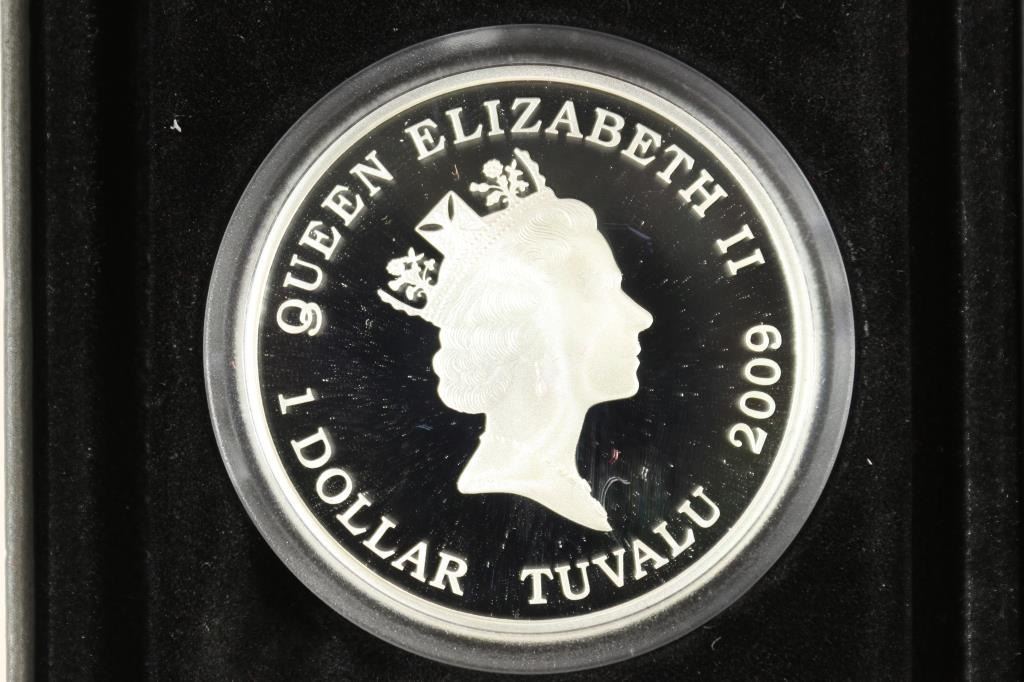 QUEEN ELIZABETH II
2009
TUVALU
1 DOLLAR